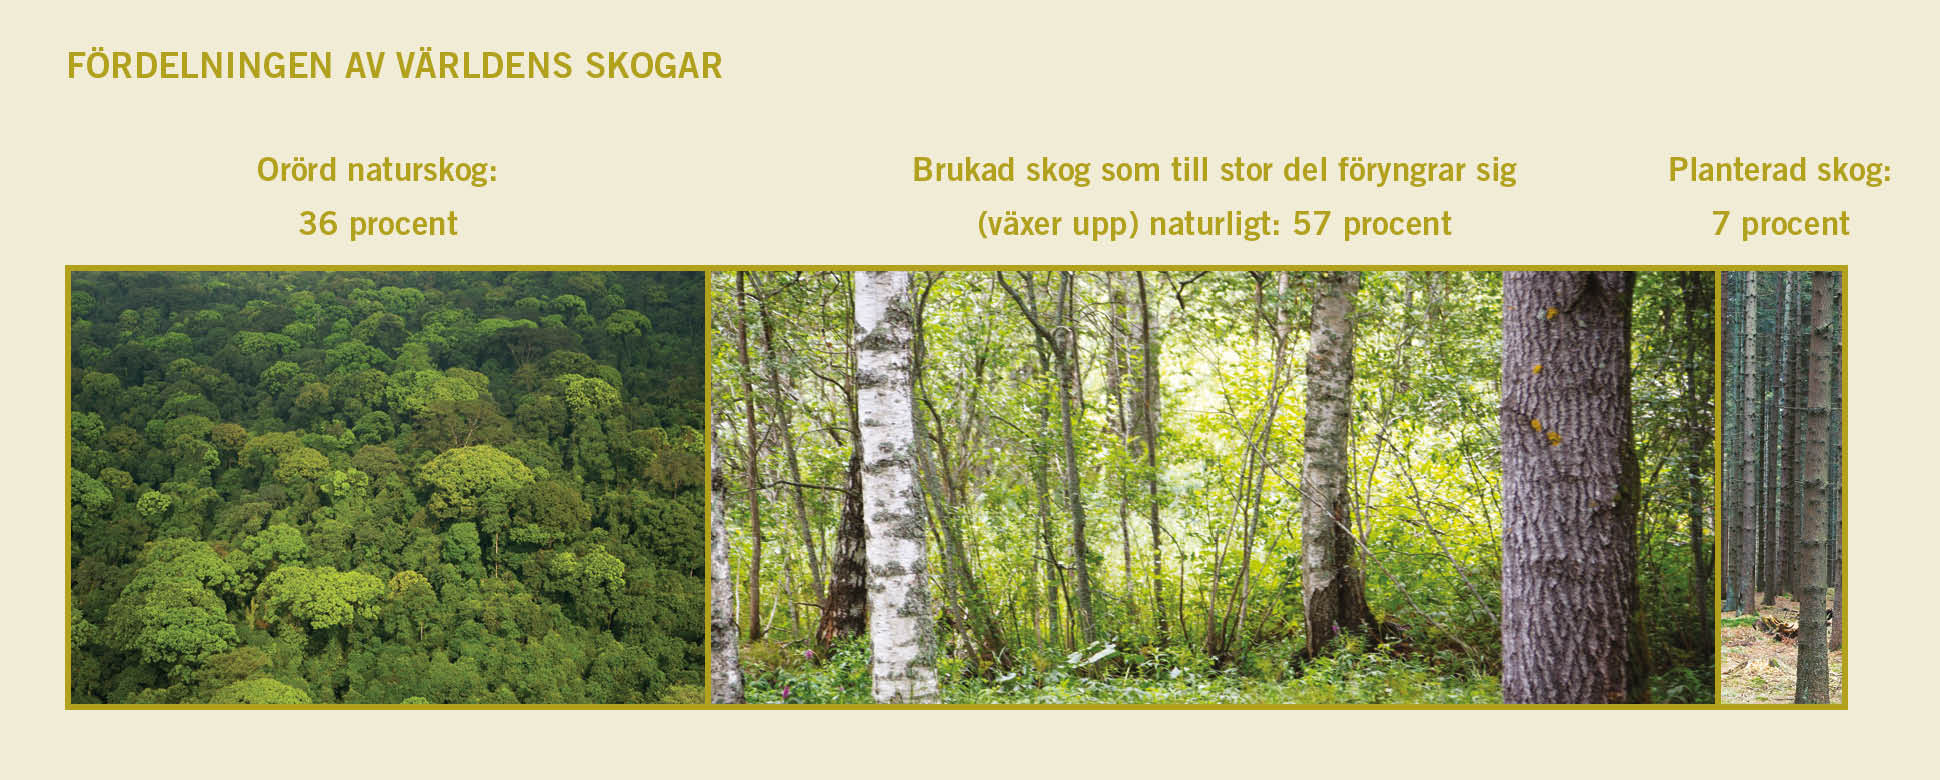 FÖRDELNINGEN AV VÄRLDENS SKOGAR
Orörd naturskog:
36 procent
Brukad skog som till stor del föryngrar sig
(växer upp) naturligt: 57 procent
Planterad skog:
7 procent